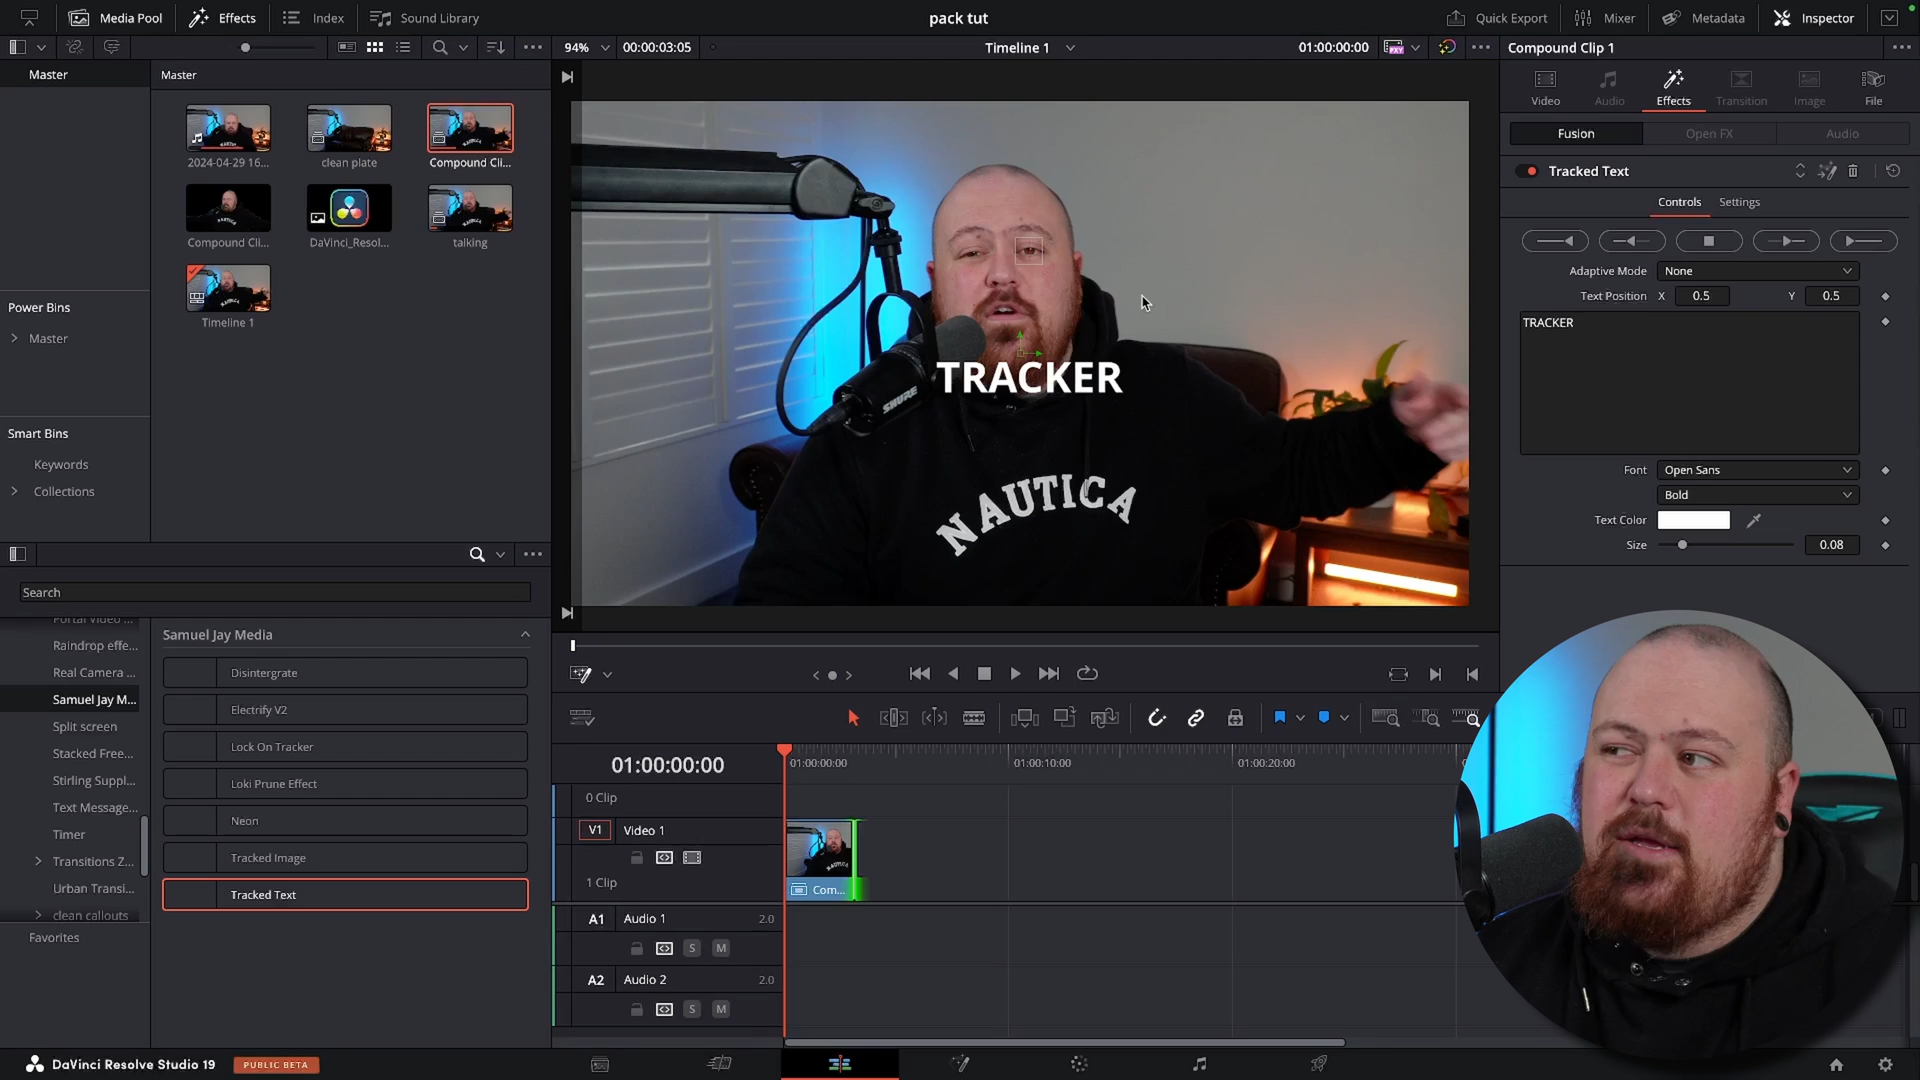 Media Pool
Effects
Index
Sound Library
pack tut
Quick Export
Mixer
Metadata
Inspector
94%
00:00:03:05
Timeline 1
01:00:00:00
Compound Clip 1
Master
Master
2024-04-29 16...
clean plate
Compound Cli...
Compound Cli...
DaVinci_Resol...
talking
Timeline 1
Power Bins
Master
Smart Bins
Keywords
Collections
TRACKER
SHURE
NAUTICA
Video
Audio
Effects
Transition
Image
File
Fusion
Open FX
Audio
Tracked Text
Controls
Settings
Adaptive Mode
None
Text Position
X
0.5
Y
0.5
TRACKER
Font
Open Sans
Bold
Text Color
Size
0.08
Search
Portal Video ...
Raindrop effe...
Real Camera ...
Samuel Jay M...
Split screen
Stacked Free...
Stirling Suppl...
Text Message...
Timer
Transitions Z...
Urban Transi...
clean callouts
Favorites
Samuel Jay Media
Disintergrate
Electrify V2
Lock On Tracker
Loki Prune Effect
Neon
Tracked Image
Tracked Text
01:00:00:00
01:00:00:00
01:00:10:00
01:00:20:00
0 Clip
V1
Video 1
1 Clip
Com...
A1
Audio 1
2.0
S
M
A2
Audio 2
2.0
S
M
DaVinci Resolve Studio 19
PUBLIC BETA